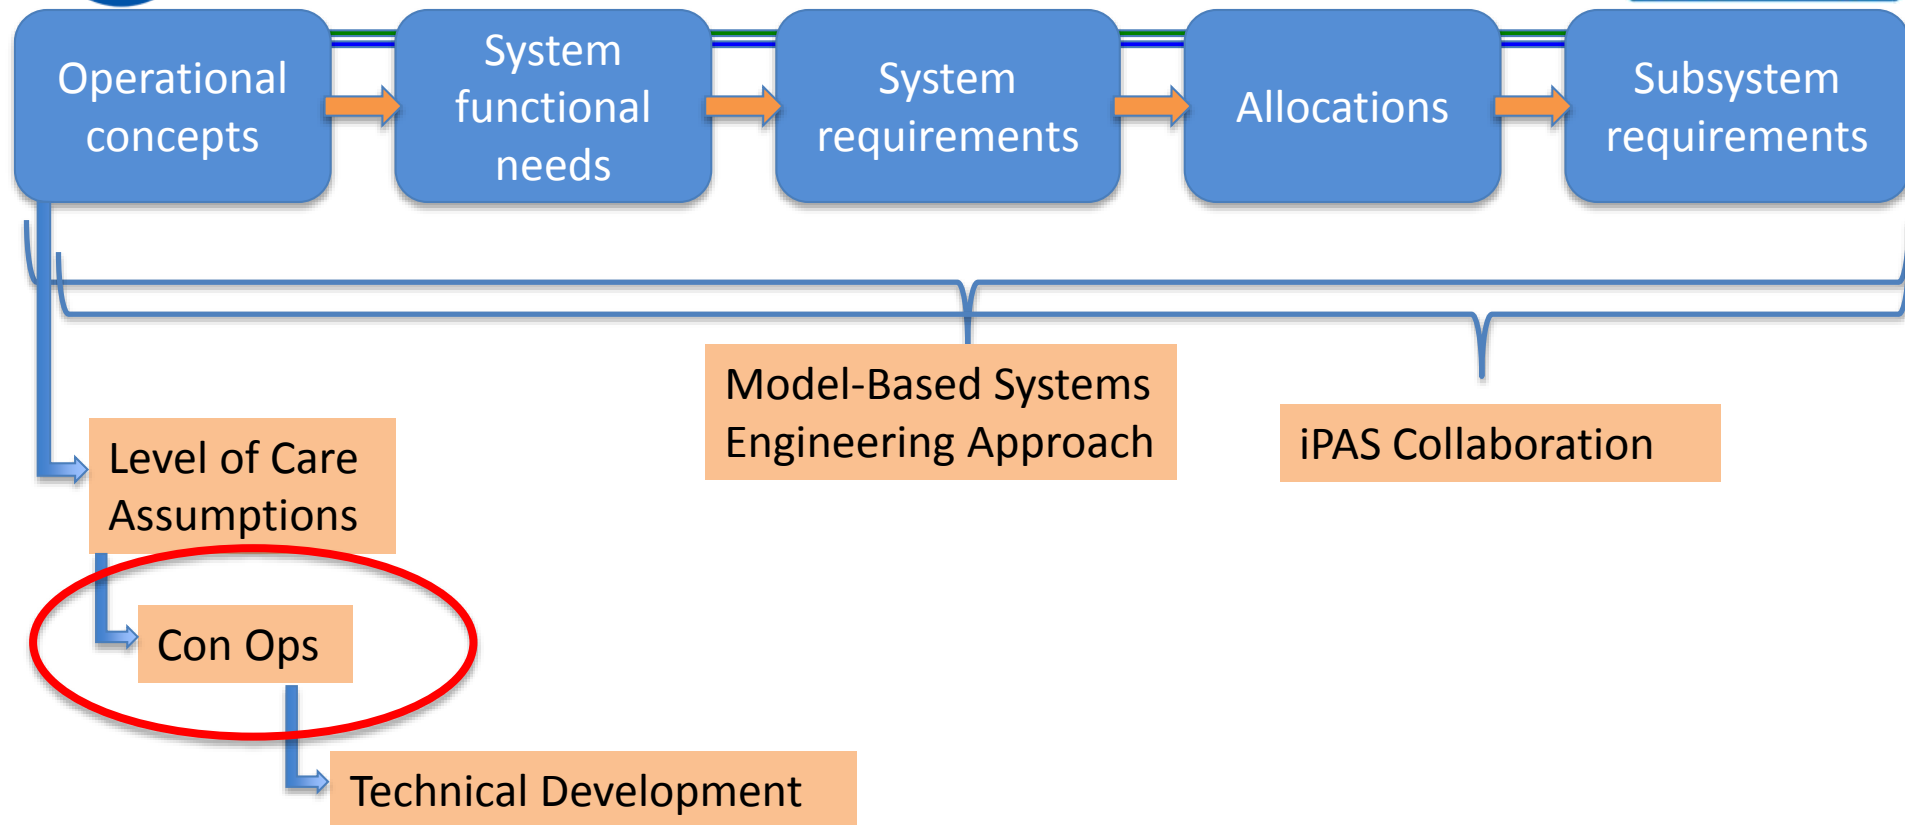 Operational
concepts
System
functional
needs
System
requirements
Allocations
Subsystem
requirements
Model-Based Systems
Engineering Approach
iPAS Collaboration
Level of Care
Assumptions
Con Ops
Technical Development